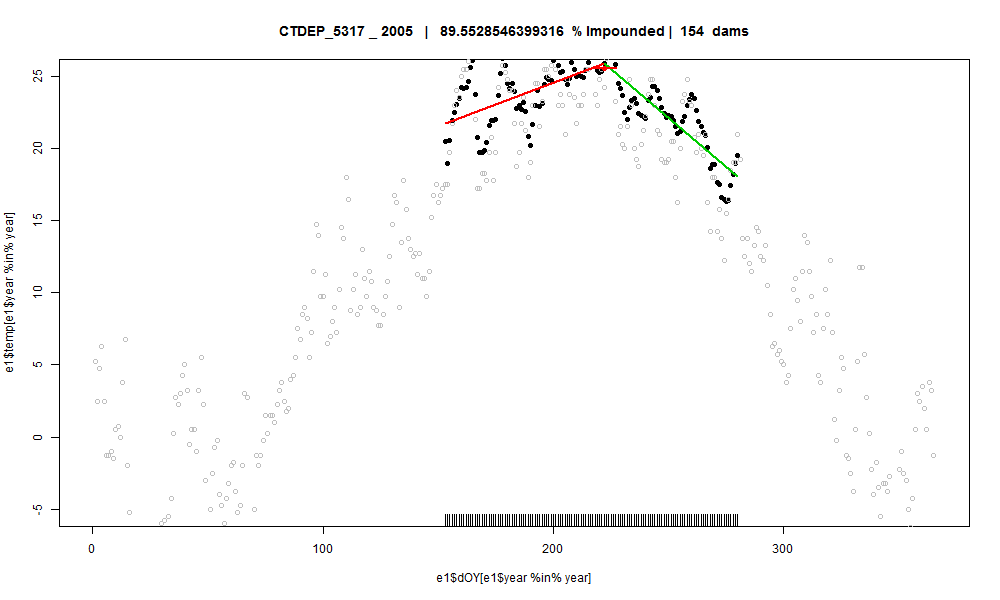 CTDEP_5317 _ 2005 | 89.5528546399316 % Impounded | 154 dams
25
20
15
10
5
0
-5
e1$temp[e1$year %in% year]
0 100 200 300
e1$dOY[e1$year %in% year]